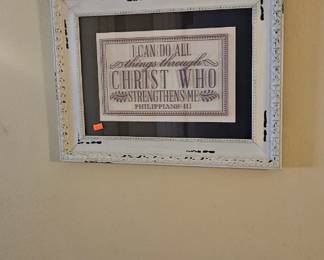 I CAN DO ALL
things through
CHRIST WHO
STRENGTHENS ME.
PHILIPPIANS 4:13